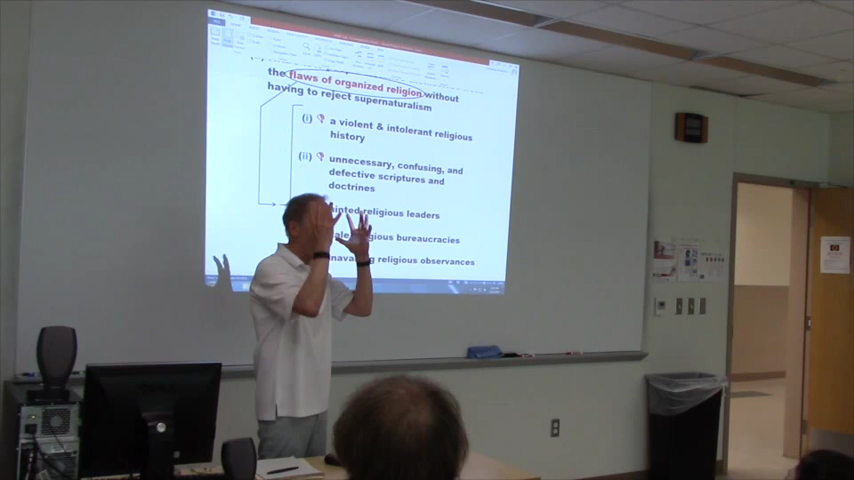 the flaws of organized religion without
having to reject supernaturalism
(i) a violent & intolerant religious
history
(ii) unnecessary, confusing, and
defective scriptures and
doctrines
religious leaders
religious bureaucracies
religious observances